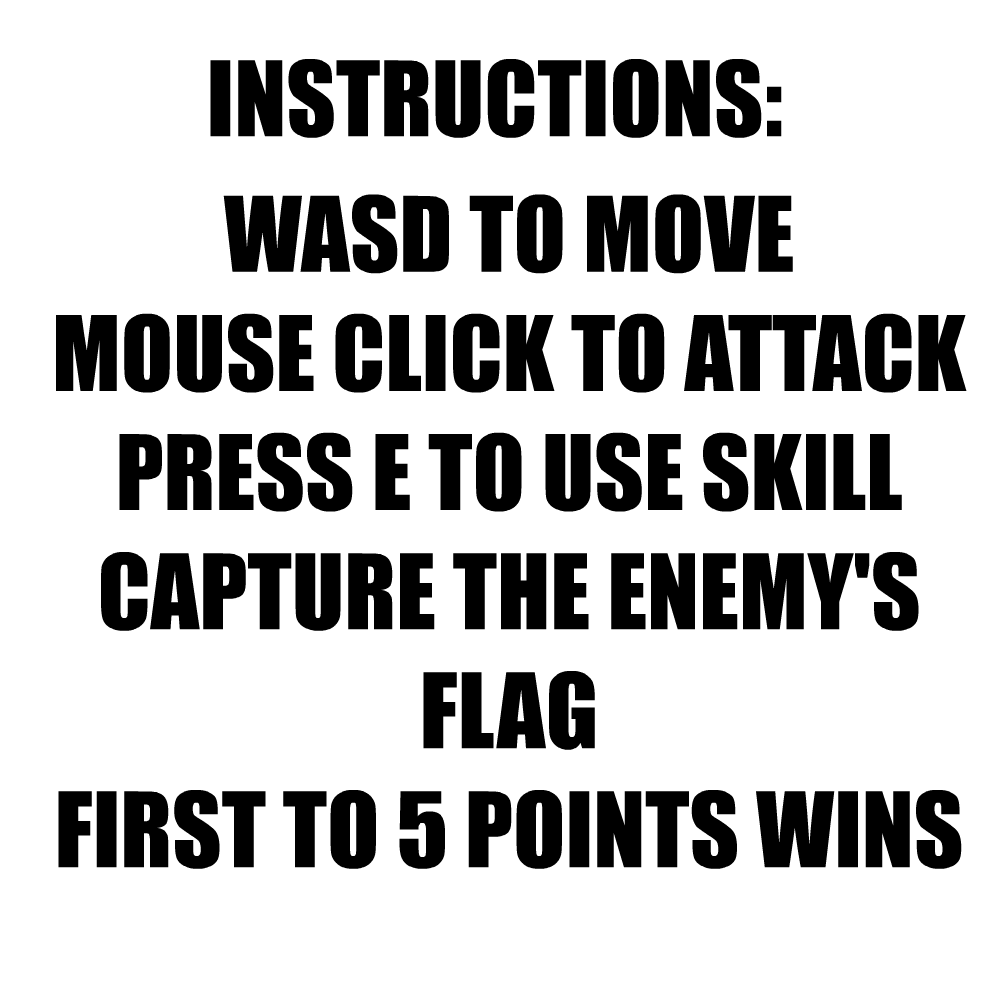 INSTRUCTIONS:
WASD TO MOVE
MOUSE CLICK TO ATTACK
PRESS E TO USE SKILL
CAPTURE THE ENEMY'S
FLAG
FIRST TO 5 POINTS WINS